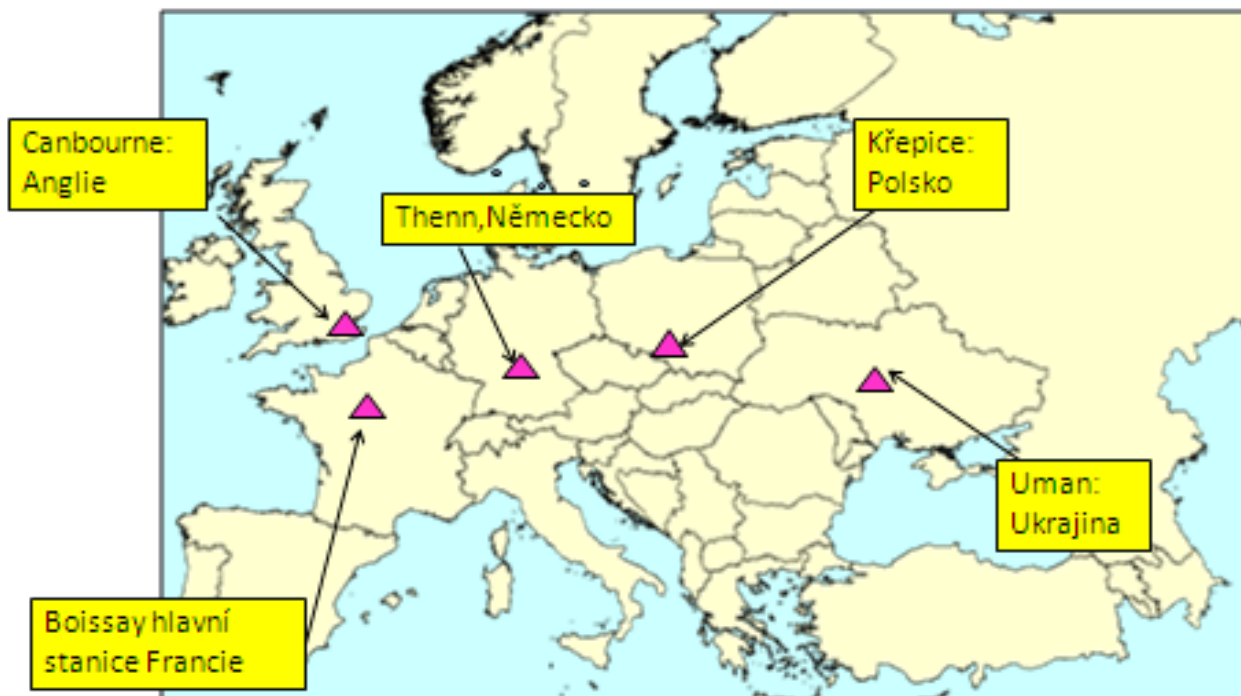 Canbourne:
Anglie
Thenn,Německo
Křepice:
Polsko
Uman:
Ukrajina
Boissay hlavní
stanice Francie